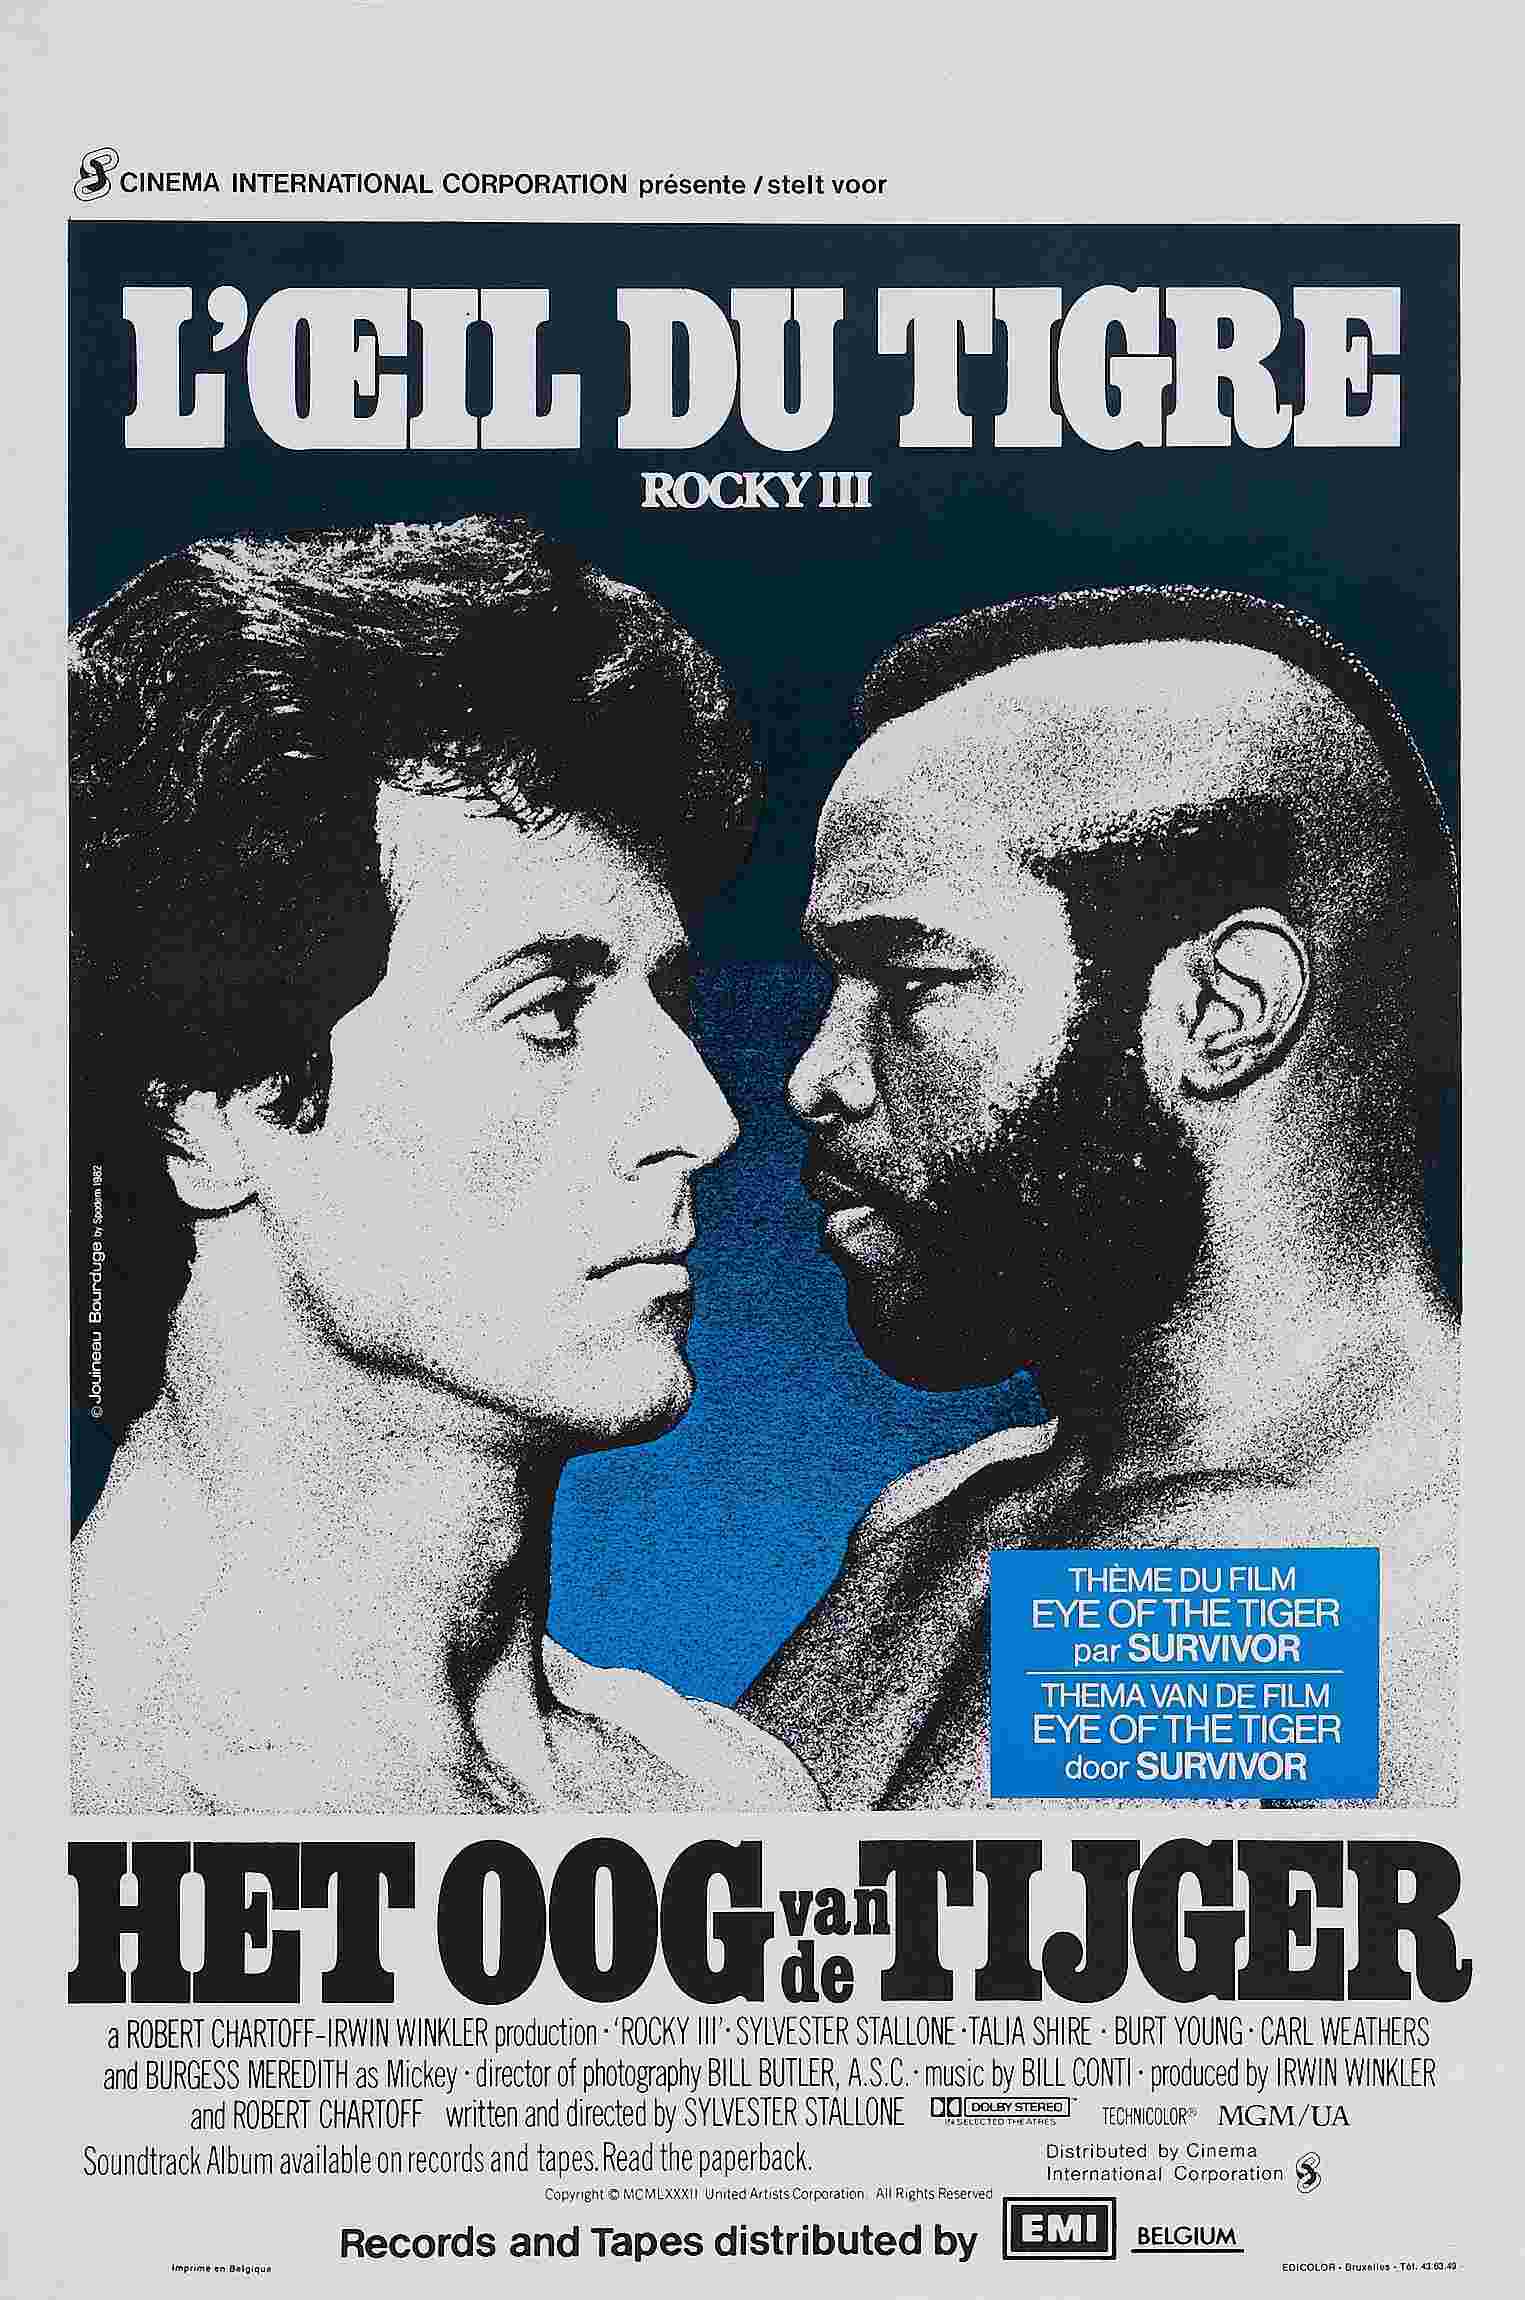 CINEMA INTERNATIONAL CORPORATION présente / stelt voor
L'ŒIL DU TIGRE
ROCKY III
© Jouineau Bourduge by Spadem 1982
THÈME DU FILM
EYE OF THE TIGER
par SURVIVOR
THEMA VAN DE FILM
EYE OF THE TIGER
door SURVIVOR
HET OOG van de TIJGER
a ROBERT CHARTOFF-IRWIN WINKLER production · 'ROCKY III' · SYLVESTER STALLONE · TALIA SHIRE · BURT YOUNG · CARL WEATHERS
and BURGESS MEREDITH as Mickey · director of photography BILL BUTLER, A.S.C. · music by BILL CONTI · produced by IRWIN WINKLER
and ROBERT CHARTOFF written and directed by SYLVESTER STALLONE DOLBY STEREO™ IN SELECTED THEATRES TECHNICOLOR® MGM/UA
Soundtrack Album available on records and tapes. Read the paperback.
Distributed by Cinema
International Corporation
Copyright © MCMLXXXII United Artists Corporation. All Rights Reserved
Records and Tapes distributed by EMI BELGIUM
Imprimé en Belgique
EDICOLOR - Bruxelles - Tél. 43.63.49